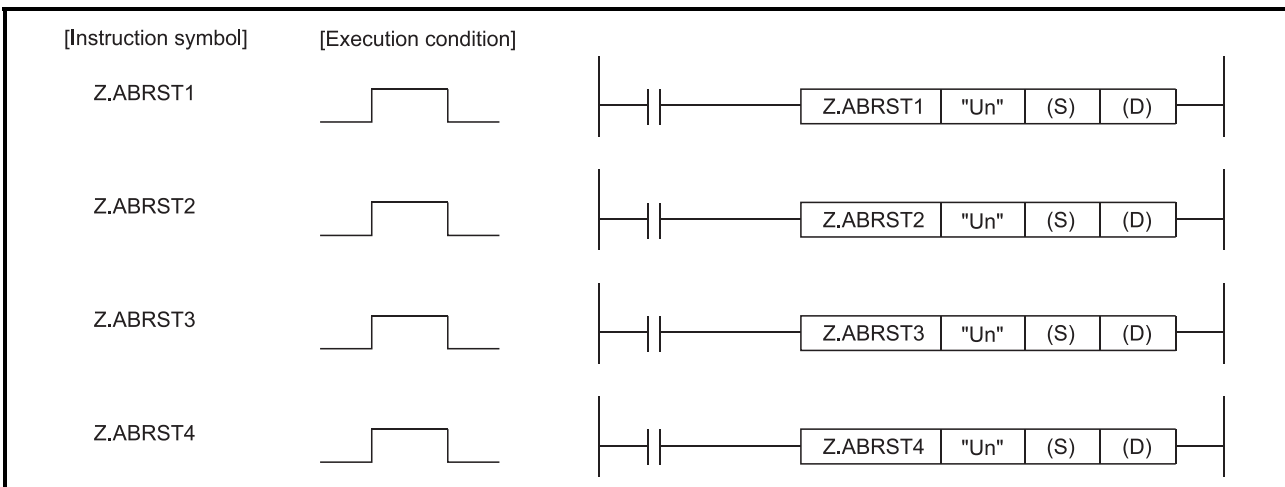 [Instruction symbol] [Execution condition]
Z.ABRST1 Z.ABRST1 "Un" (S) (D)
Z.ABRST2 Z.ABRST2 "Un" (S) (D)
Z.ABRST3 Z.ABRST3 "Un" (S) (D)
Z.ABRST4 Z.ABRST4 "Un" (S) (D)